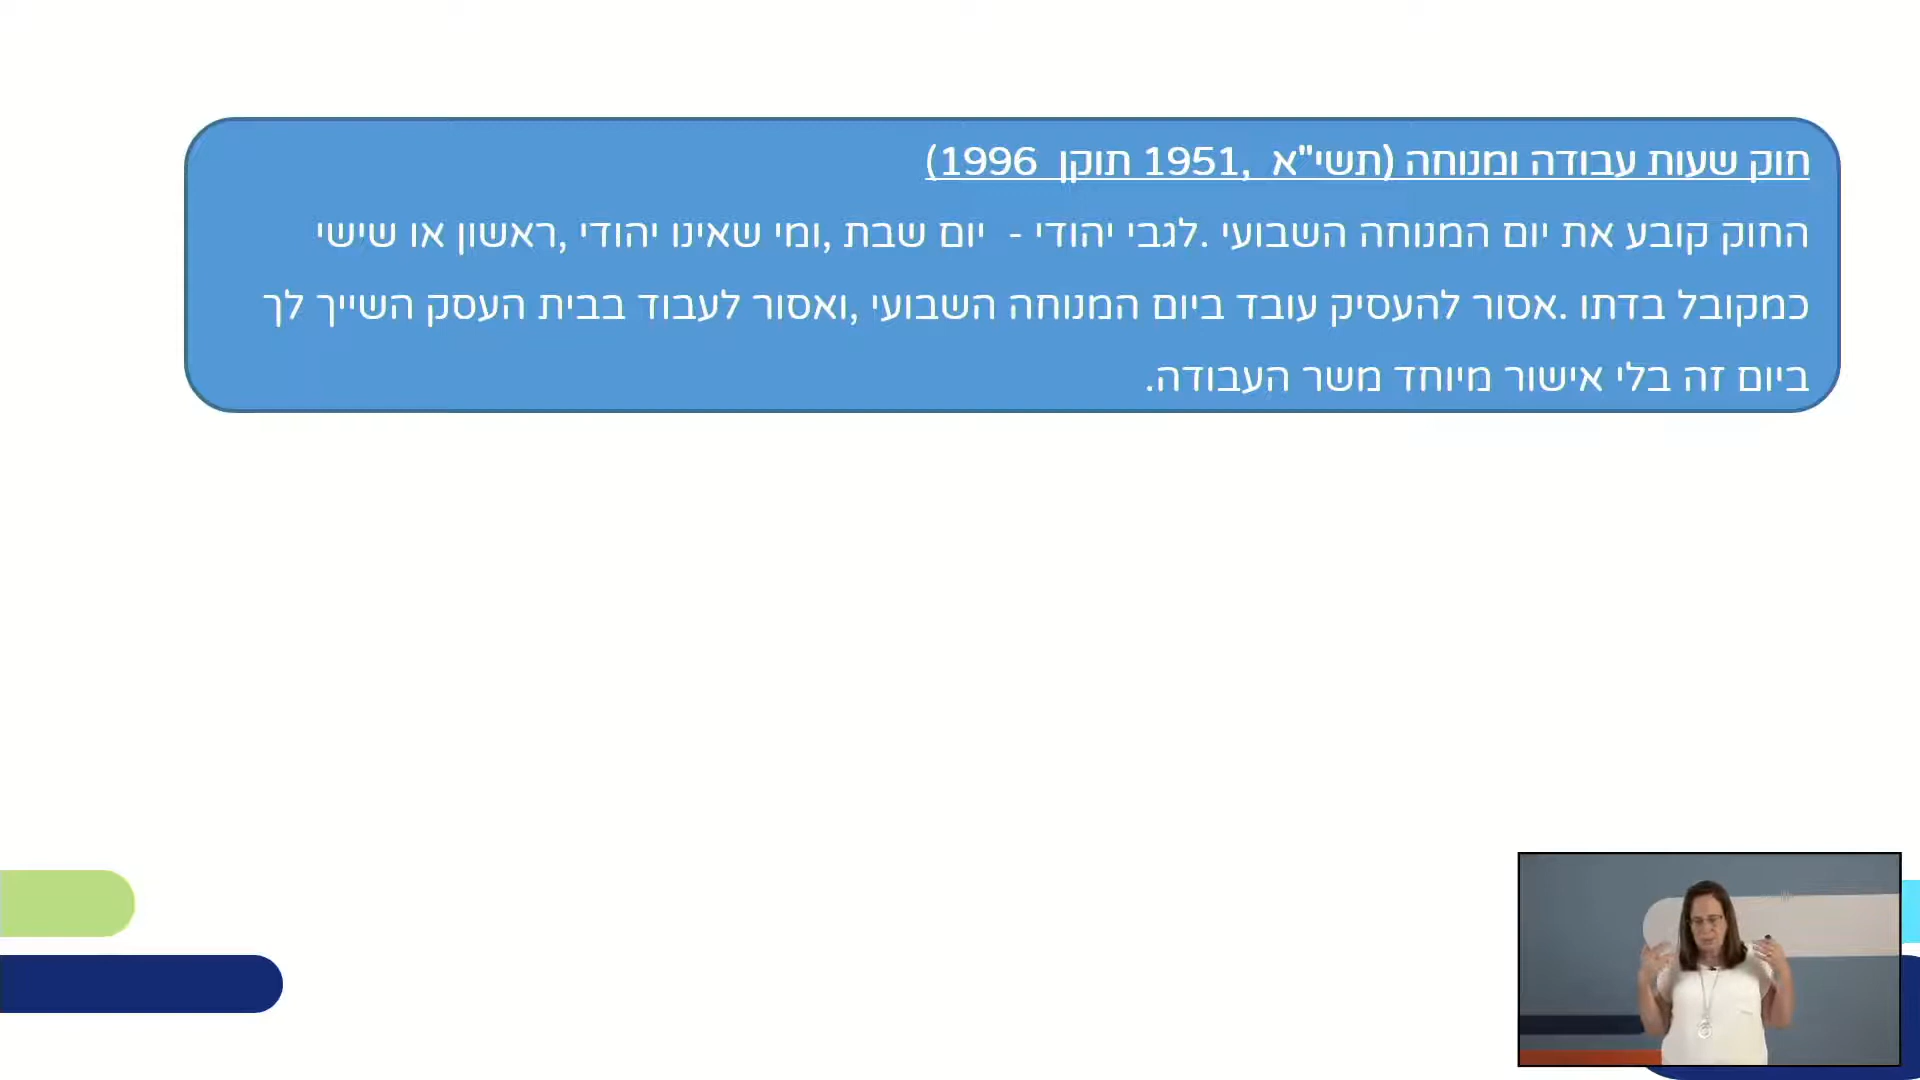 חוק שעות עבודה ומנוחה (תשי"א ,1951 תוקן 1996)
החוק קובע את יום המנוחה השבועי .לגבי יהודי - יום שבת ,ומי שאינו יהודי ,ראשון או שישי
כמקובל בדתו .אסור להעסיק עובד ביום המנוחה השבועי ,ואסור לעבוד בבית העסק השייך לך
ביום זה בלי אישור מיוחד משר העבודה.